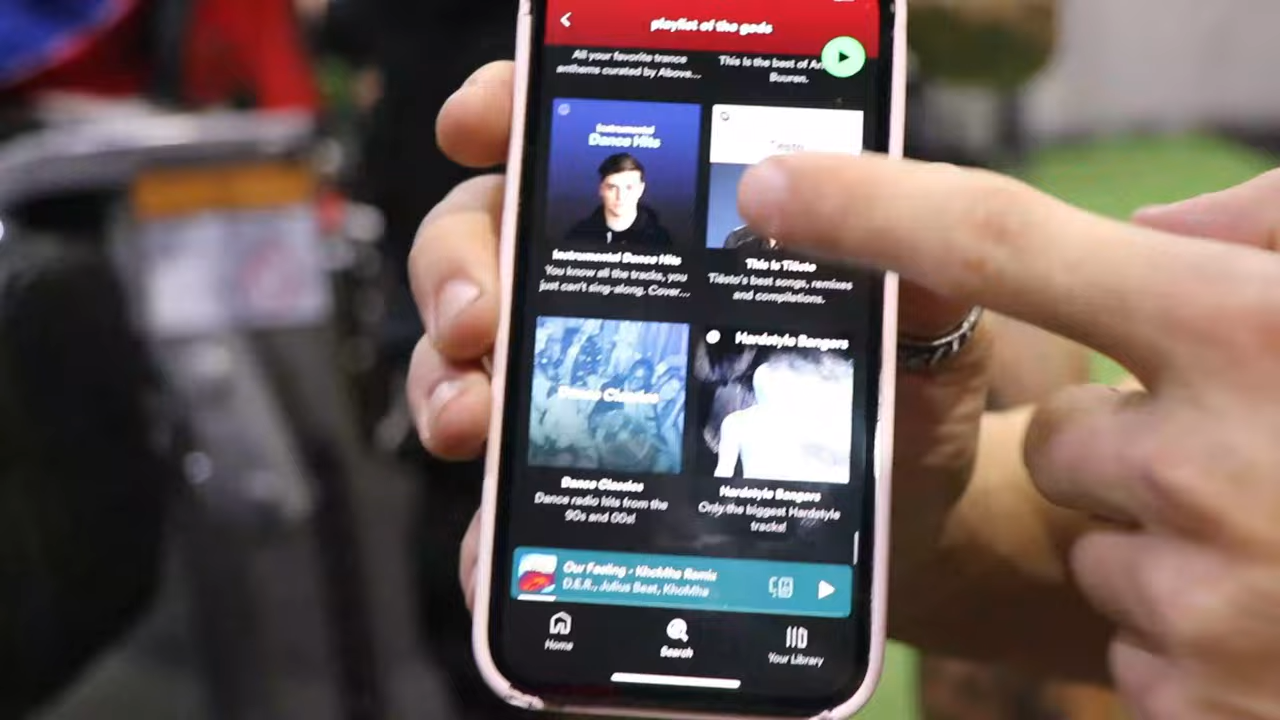 playlist of the gods
All your favorite trance
anthems curated by Above...
This is the best of
Buuren.
Instrumental
Dance Hits
Tiësto
Instrumental Dance Hits
You know all the tracks, you
just can't sing-along. Cover...
This is Tiësto
Tiësto's best songs, remixes
and compilations.
Dance Classics
Hardstyle Bangers
Dance Classics
Dance radio hits from the
90s and 00s!
Hardstyle Bangers
Only the biggest Hardstyle
tracks!
Our Feeling - KhoMha Remix
D.E.R., Julius Beat, KhoMha
Home
Search
Your Library